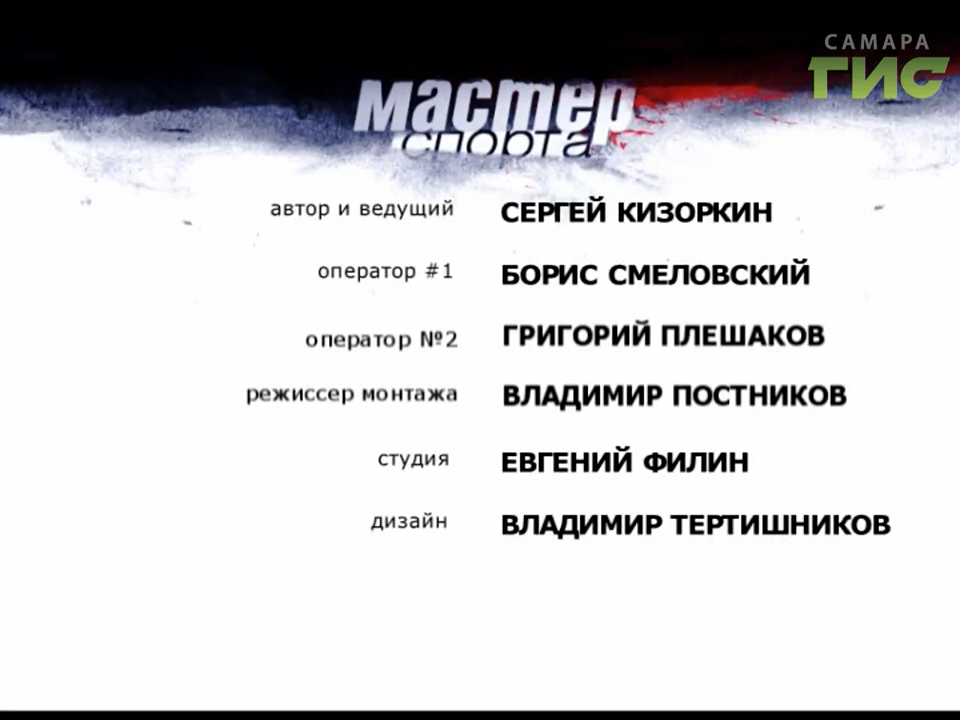 САМАРА
ГИС
мастер
спорта
автор и ведущий СЕРГЕЙ КИЗОРКИН
оператор #1 БОРИС СМЕЛОВСКИЙ
оператор №2 ГРИГОРИЙ ПЛЕШАКОВ
режиссер монтажа ВЛАДИМИР ПОСТНИКОВ
студия ЕВГЕНИЙ ФИЛИН
дизайн ВЛАДИМИР ТЕРТИШНИКОВ